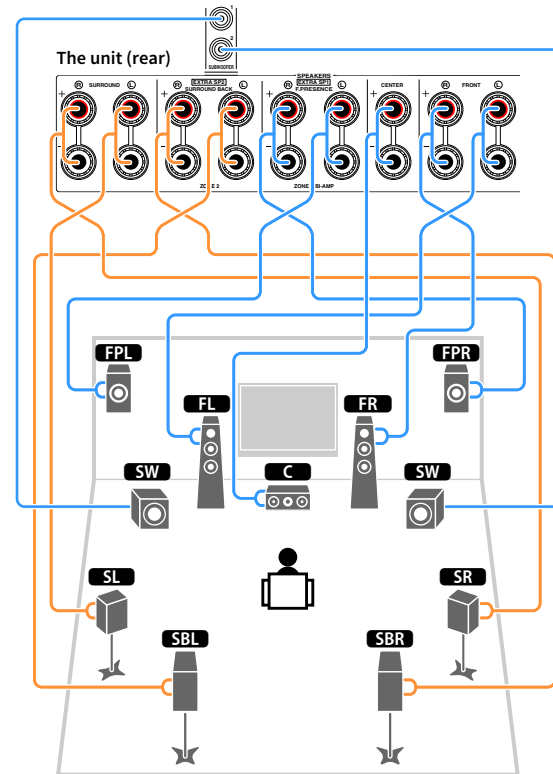 1
2
SUBWOOFER
The unit (rear)
SPEAKERS
R SURROUND L
R EXTRA SP2 L
SURROUND BACK
R EXTRA SP1 L
F.PRESENCE
CENTER
R FRONT L
+ + + + +
- - - - -
ZONE 2
BI-AMP
FPL
FPR
FL
FR
SW
C
SW
SL
SR
SBL
SBR